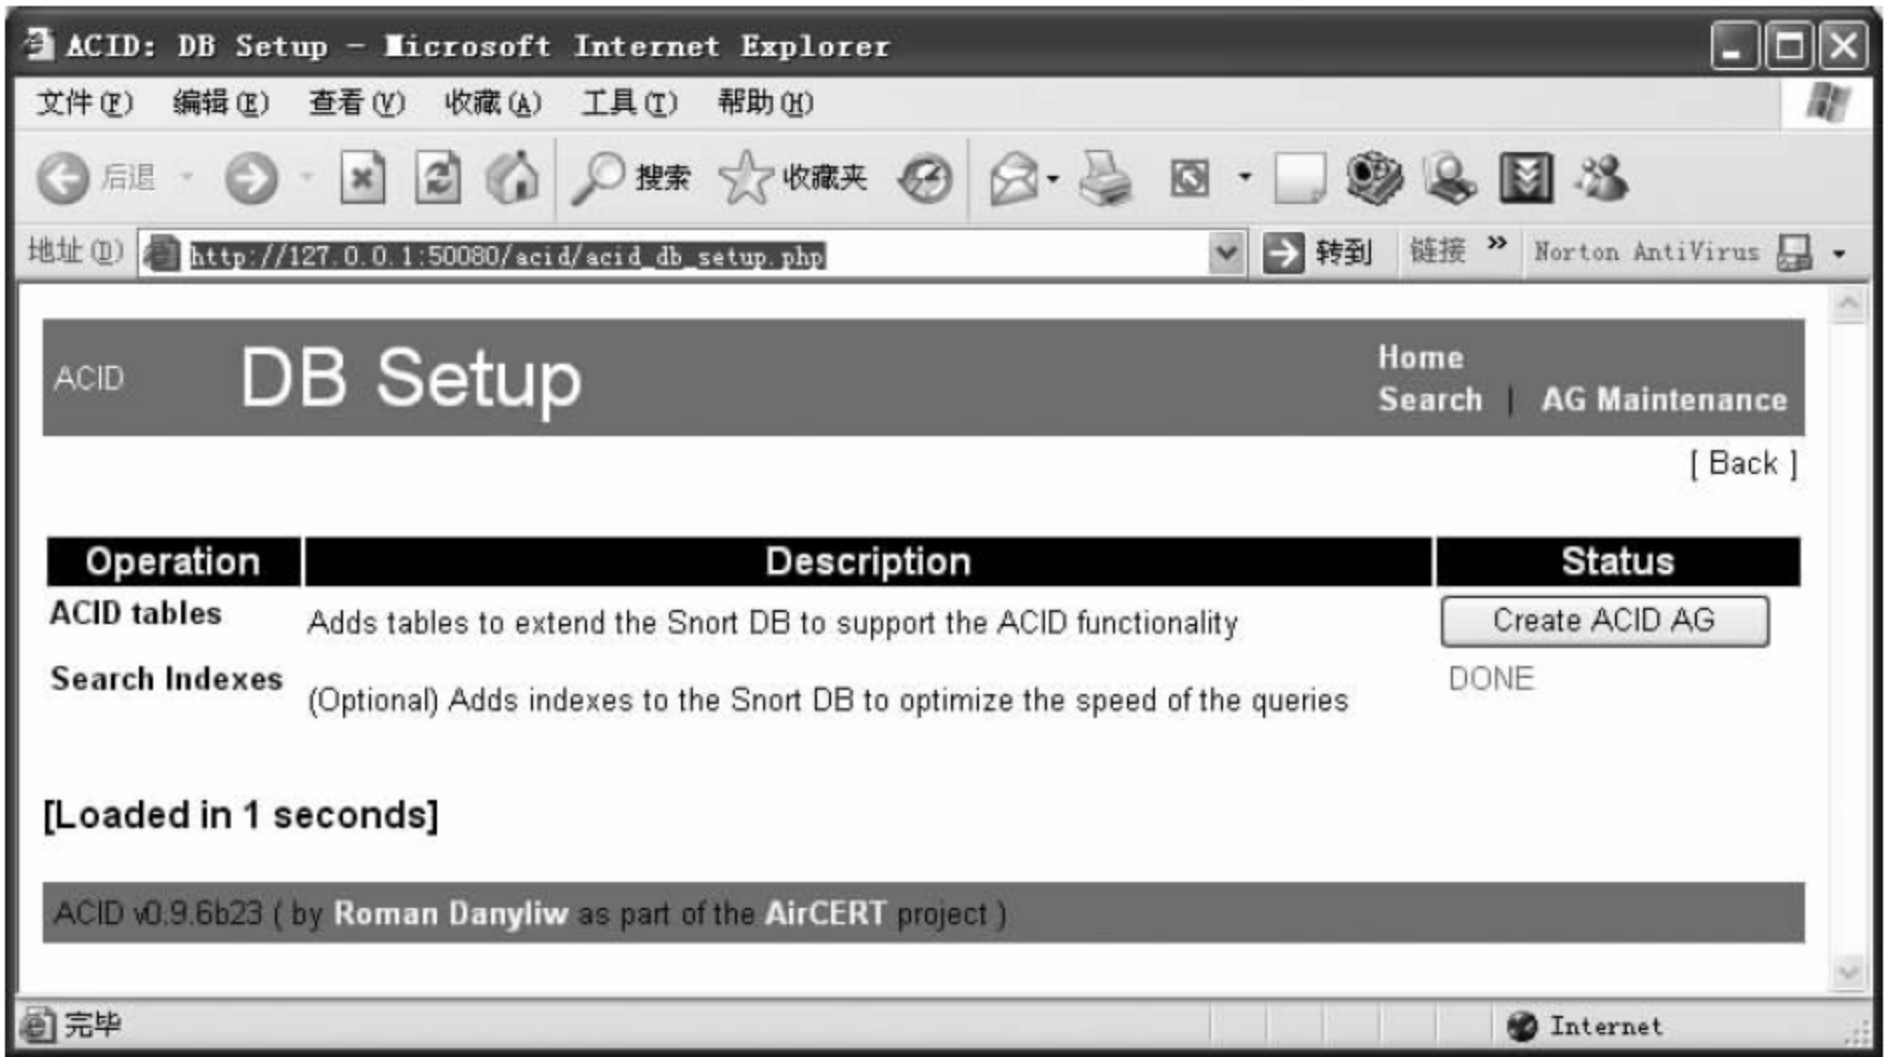 ACID: DB Setup - Microsoft Internet Explorer
文件(F) 编辑(E) 查看(V) 收藏(A) 工具(T) 帮助(H)
后退 搜索 收藏夹
地址(D) http://127.0.0.1:50080/acid/acid_db_setup.php 转到 链接 » Norton AntiVirus
ACID DB Setup
Home
Search | AG Maintenance
[ Back ]
Operation Description Status
ACID tables Adds tables to extend the Snort DB to support the ACID functionality Create ACID AG
Search Indexes (Optional) Adds indexes to the Snort DB to optimize the speed of the queries DONE
[Loaded in 1 seconds]
ACID v0.9.6b23 ( by Roman Danyliw as part of the AirCERT project )
完毕 Internet